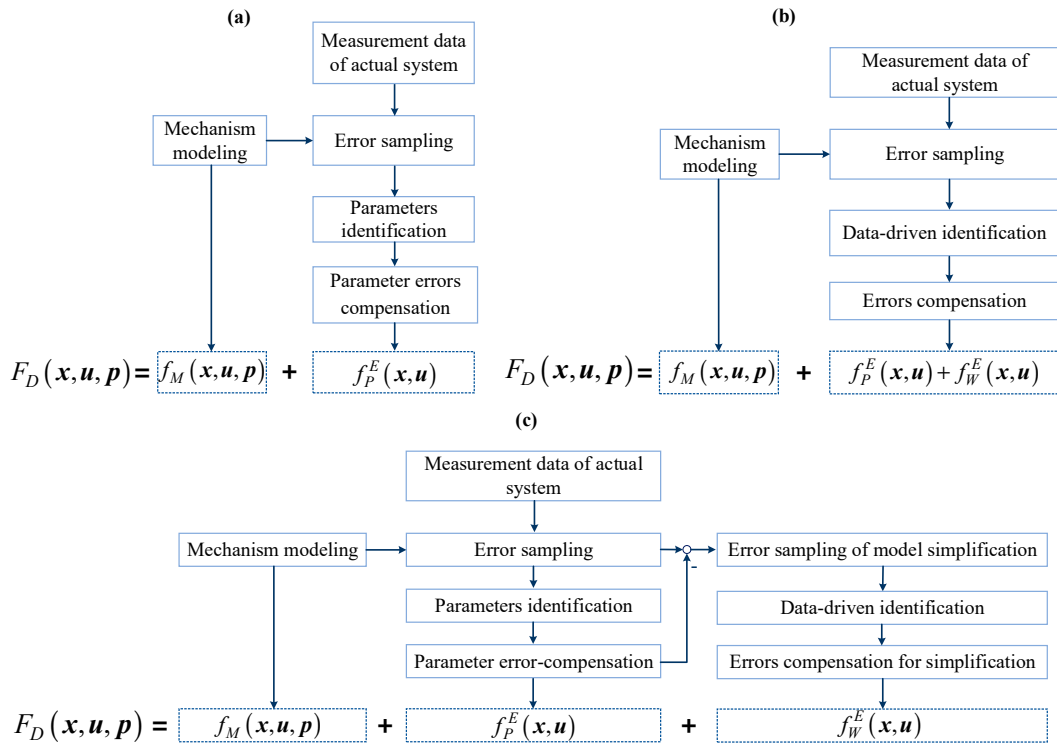 (a)
Measurement data
of actual system
Mechanism
modeling
Error sampling
Parameters
identification
Parameter errors
compensation
F_D(x,u,p)= f_M(x,u,p) + f_P^E(x,u)
(b)
Measurement data of
actual system
Mechanism
modeling
Error sampling
Data-driven identification
Errors compensation
F_D(x,u,p)= f_M(x,u,p) + f_P^E(x,u)+f_W^E(x,u)
(c)
Measurement data of actual
system
Mechanism modeling
Error sampling
-
Error sampling of model simplification
Parameters identification
Data-driven identification
Parameter error-compensation
Errors compensation for simplification
F_D(x,u,p) = f_M(x,u,p) + f_P^E(x,u) + f_W^E(x,u)